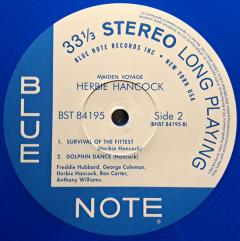 33⅓ STEREO LONG PLAYING
BLUE NOTE RECORDS INC • NEW YORK USA
MAIDEN VOYAGE
HERBIE HANCOCK
BST 84195
Side 2
(BNST 84195-B)
1. SURVIVAL OF THE FITTEST
(Herbie Hancock)
2. DOLPHIN DANCE (Hancock)
Freddie Hubbard, George Coleman,
Herbie Hancock, Ron Carter,
Anthony Williams.
BLUE
NOTE®